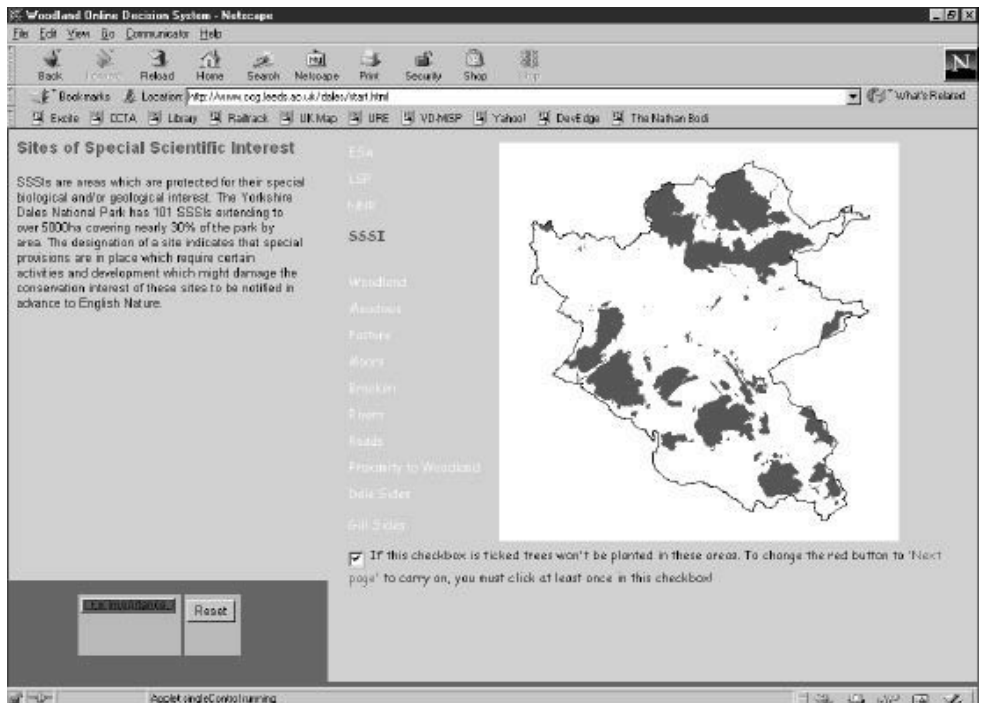 Woodland Online Decision System - Netscape
File Edit View Go Communicator Help
Back Reload Home Search Netscape Print Security Shop
N
Bookmarks Location: http://www.ccg.leeds.ac.uk/dales/start.html What's Related
Excite CCTA Library Railtrack UK Map URE VD-MISP Yahoo! DevEdge The Nathan Bodi
Sites of Special Scientific Interest
SSSIs are areas which are protected for their special
biological and/or geological interest. The Yorkshire
Dales National Park has 101 SSSIs extending to
over 5000ha covering nearly 30% of the park by
area. The designation of a site indicates that special
provisions are in place which require certain
activities and development which might damage the
conservation interest of these sites to be notified in
advance to English Nature.
ESA
LSP
SSSI
Woodland
Meadows
Pasture
Moors
Bracken
Rivers
Roads
Proximity to Woodland
Dale Sides
Gill Sides
If this checkbox is ticked trees won't be planted in these areas. To change the red button to 'Next
page' to carry on, you must click at least once in this checkbox!
Reset
Applet singleControl running